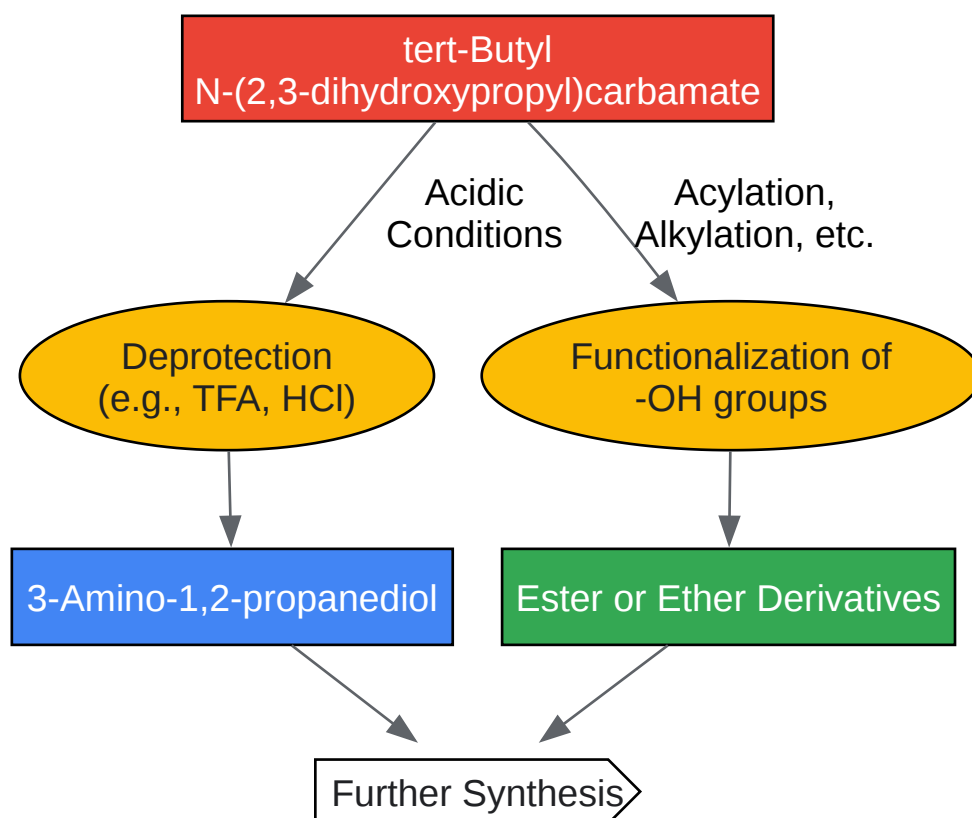 tert-Butyl
N-(2,3-dihydroxypropyl)carbamate
Acidic
Conditions
Acylation,
Alkylation, etc.
Deprotection
(e.g., TFA, HCl)
Functionalization of
-OH groups
3-Amino-1,2-propanediol
Ester or Ether Derivatives
Further Synthesis